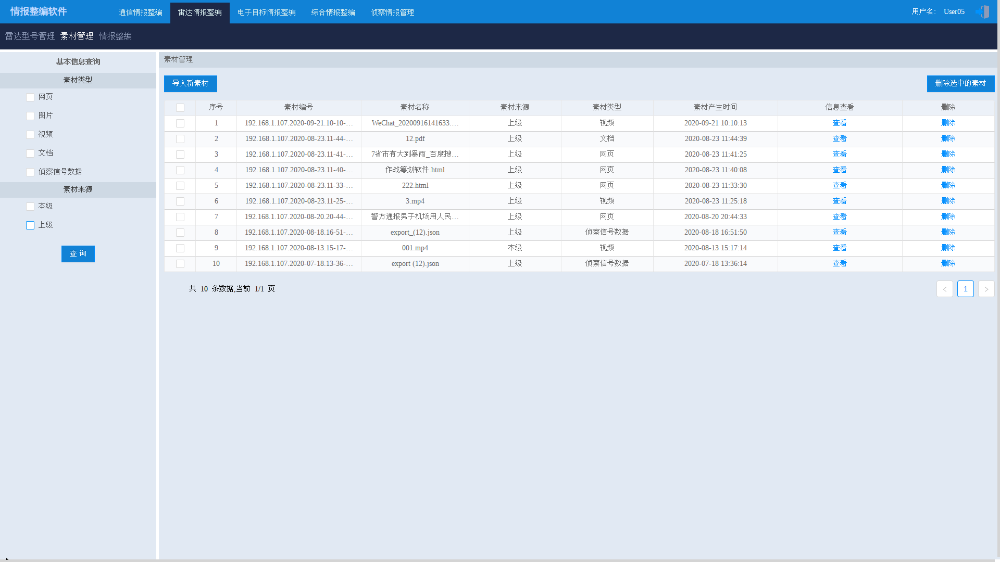 情报整编软件 通信情报整编 雷达情报整编 电子目标情报整编 综合情报整编 侦察情报管理 用户名: User05
雷达型号管理 素材管理 情报整编
基本信息查询
素材类型
网页
图片
视频
文档
侦察信号数据
素材来源
本级
上级
查 询
素材管理
导入新素材 删除选中的素材
序号 素材编号 素材名称 素材来源 素材类型 素材产生时间 信息查看 删除
1 192.168.1.107.2020-09-21.10-10-... WeChat_20200916141633.... 上级 视频 2020-09-21 10:10:13 查看 删除
2 192.168.1.107.2020-08-23.11-44-... 12.pdf 上级 文档 2020-08-23 11:44:39 查看 删除
3 192.168.1.107.2020-08-23.11-41-... 7省市有大到暴雨_百度搜... 上级 网页 2020-08-23 11:41:25 查看 删除
4 192.168.1.107.2020-08-23.11-40-... 作战筹划软件.html 上级 网页 2020-08-23 11:40:08 查看 删除
5 192.168.1.107.2020-08-23.11-33-... 222.html 上级 网页 2020-08-23 11:33:30 查看 删除
6 192.168.1.107.2020-08-23.11-25-... 3.mp4 上级 视频 2020-08-23 11:25:18 查看 删除
7 192.168.1.107.2020-08-20.20-44-... 警方通报男子机场用人民... 上级 网页 2020-08-20 20:44:33 查看 删除
8 192.168.1.107.2020-08-18.16-51-... export_(12).json 上级 侦察信号数据 2020-08-18 16:51:50 查看 删除
9 192.168.1.107.2020-08-13.15-17-... 001.mp4 本级 视频 2020-08-13 15:17:14 查看 删除
10 192.168.1.107.2020-07-18.13-36-... export (12).json 上级 侦察信号数据 2020-07-18 13:36:14 查看 删除
共 10 条数据,当前 1/1 页 < 1 >